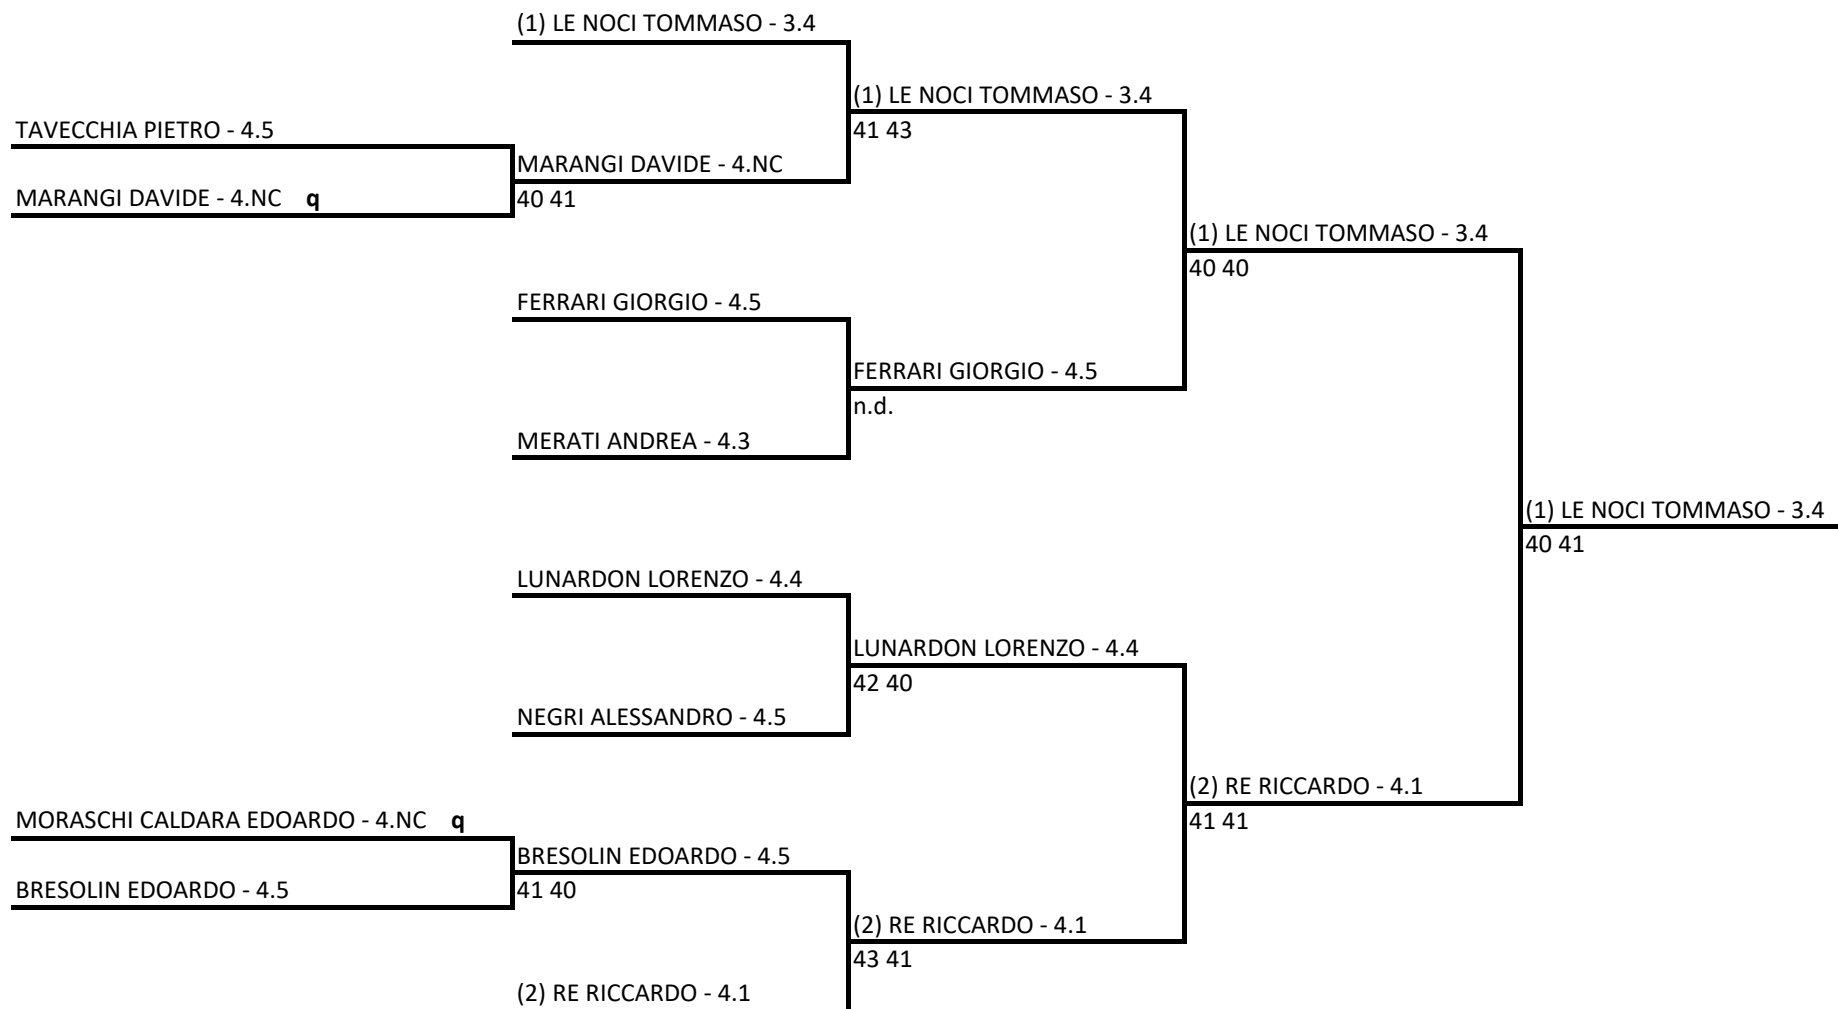 (1) LE NOCI TOMMASO - 3.4
(1) LE NOCI TOMMASO - 3.4
TAVECCHIA PIETRO - 4.5
41 43
MARANGI DAVIDE - 4.NC
MARANGI DAVIDE - 4.NC q
40 41
(1) LE NOCI TOMMASO - 3.4
40 40
FERRARI GIORGIO - 4.5
FERRARI GIORGIO - 4.5
n.d.
MERATI ANDREA - 4.3
(1) LE NOCI TOMMASO - 3.4
40 41
LUNARDON LORENZO - 4.4
LUNARDON LORENZO - 4.4
42 40
NEGRI ALESSANDRO - 4.5
(2) RE RICCARDO - 4.1
MORASCHI CALDARA EDOARDO - 4.NC q
41 41
BRESOLIN EDOARDO - 4.5
BRESOLIN EDOARDO - 4.5
41 40
(2) RE RICCARDO - 4.1
43 41
(2) RE RICCARDO - 4.1